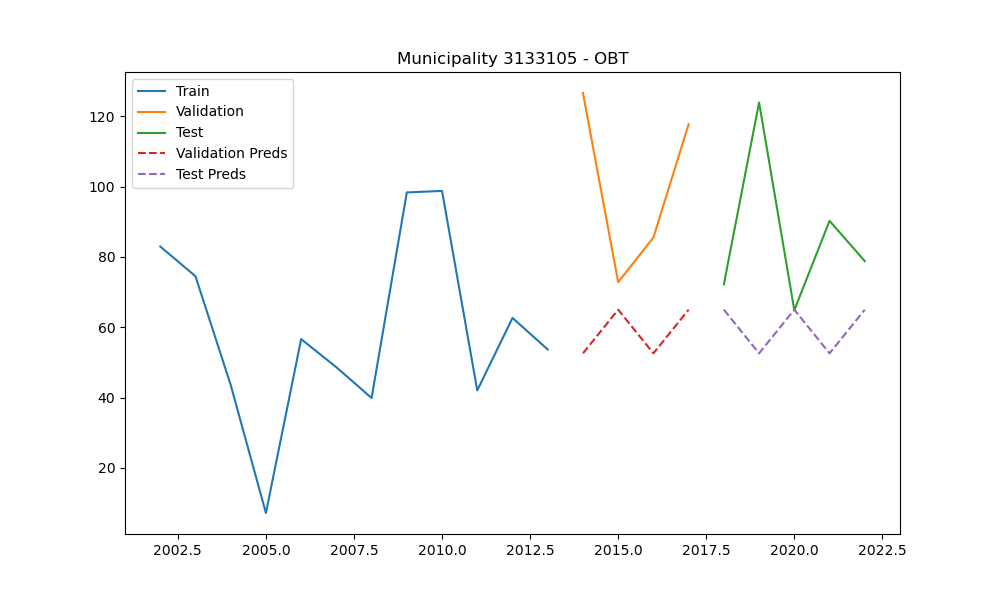 Municipality 3133105 - OBT
Train
Validation
Test
Validation Preds
Test Preds
120
100
80
60
40
20
2002.5 2005.0 2007.5 2010.0 2012.5 2015.0 2017.5 2020.0 2022.5